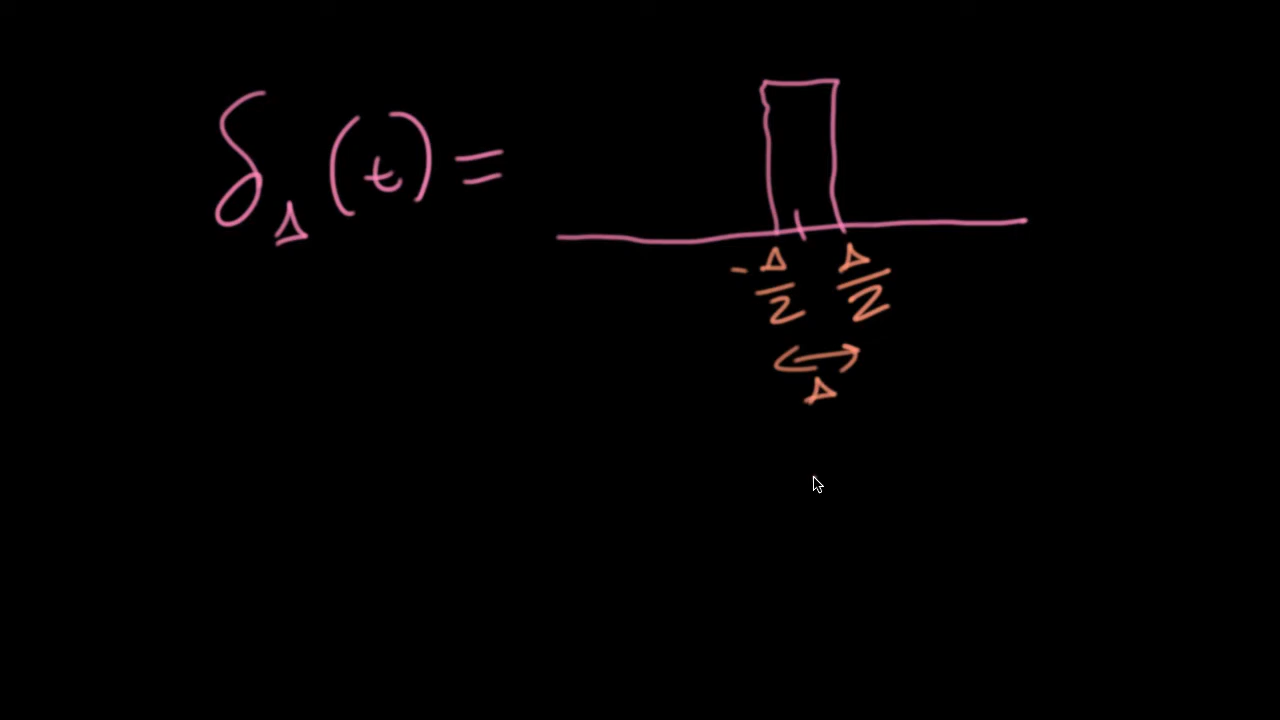 δ_Δ (t) =
-Δ/2 Δ/2
Δ